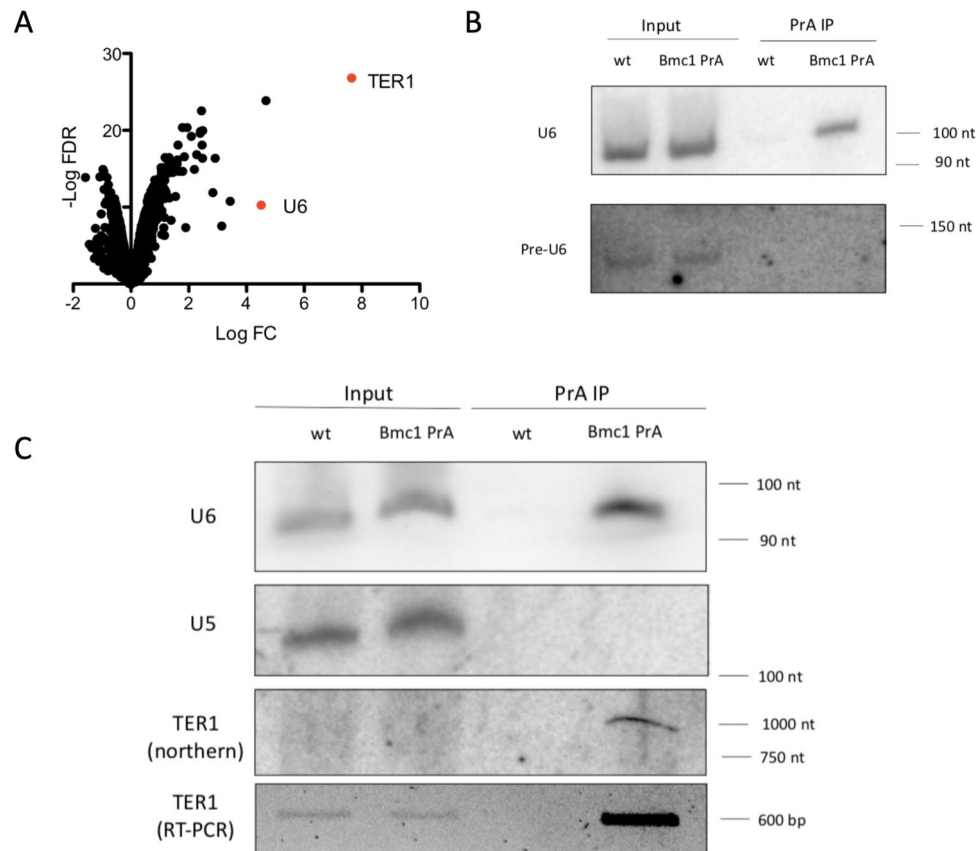 A
30
20
-Log FDR
TER1
U6
-2 0 2 4 6 8 10
Log FC
B
Input PrA IP
wt Bmc1 PrA wt Bmc1 PrA
U6
100 nt
90 nt
Pre-U6
150 nt
C
Input PrA IP
wt Bmc1 PrA wt Bmc1 PrA
U6
100 nt
90 nt
U5
100 nt
TER1
(northern)
1000 nt
750 nt
TER1
(RT-PCR)
600 bp